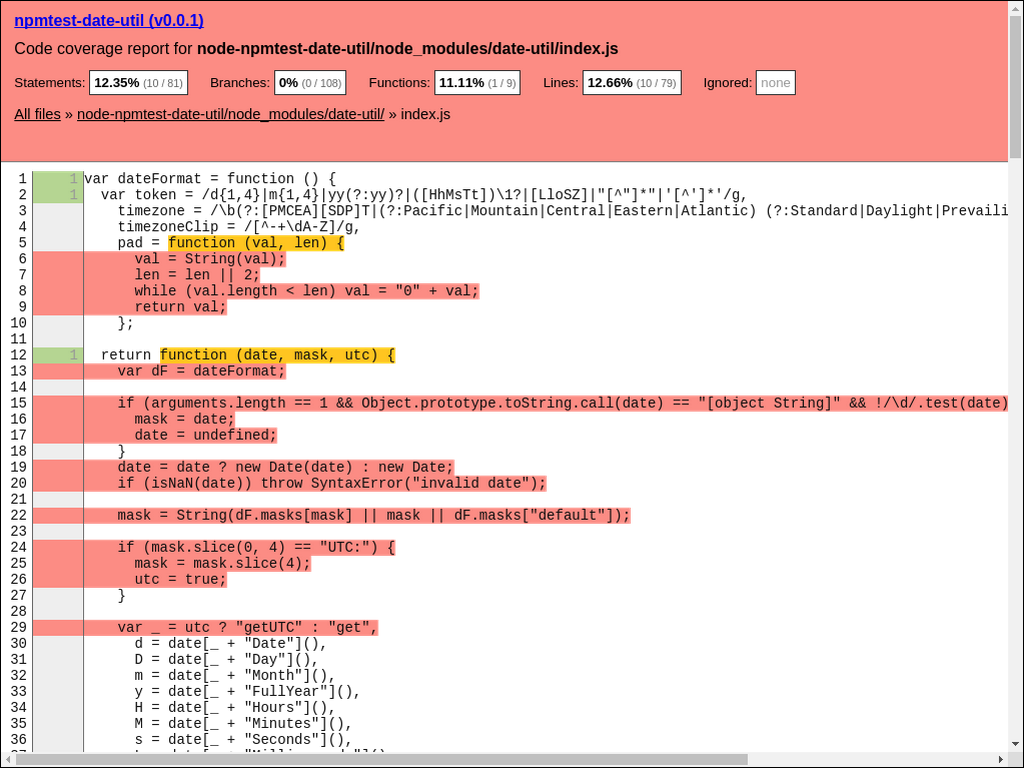 npmtest-date-util (v0.0.1)
Code coverage report for node-npmtest-date-util/node_modules/date-util/index.js
Statements: 12.35% (10 / 81) Branches: 0% (0 / 108) Functions: 11.11% (1 / 9) Lines: 12.66% (10 / 79) Ignored: none
All files » node-npmtest-date-util/node_modules/date-util/ » index.js
1 1 var dateFormat = function () {
2 1 var token = /d{1,4}|m{1,4}|yy(?:yy)?|([HhMsTt])\1?|[LloSZ]|"[^"]*"|'[^']*'/g,
3 timezone = /\b(?:[PMCEA][SDP]T|(?:Pacific|Mountain|Central|Eastern|Atlantic) (?:Standard|Daylight|Prevaili
4 timezoneClip = /[^-+\dA-Z]/g,
5 pad = function (val, len) {
6 val = String(val);
7 len = len || 2;
8 while (val.length < len) val = "0" + val;
9 return val;
10 };
11
12 1 return function (date, mask, utc) {
13 var dF = dateFormat;
14
15 if (arguments.length == 1 && Object.prototype.toString.call(date) == "[object String]" && !/\d/.test(date)
16 mask = date;
17 date = undefined;
18 }
19 date = date ? new Date(date) : new Date;
20 if (isNaN(date)) throw SyntaxError("invalid date");
21
22 mask = String(dF.masks[mask] || mask || dF.masks["default"]);
23
24 if (mask.slice(0, 4) == "UTC:") {
25 mask = mask.slice(4);
26 utc = true;
27 }
28
29 var _ = utc ? "getUTC" : "get",
30 d = date[_ + "Date"](),
31 D = date[_ + "Day"](),
32 m = date[_ + "Month"](),
33 y = date[_ + "FullYear"](),
34 H = date[_ + "Hours"](),
35 M = date[_ + "Minutes"](),
36 s = date[_ + "Seconds"](),